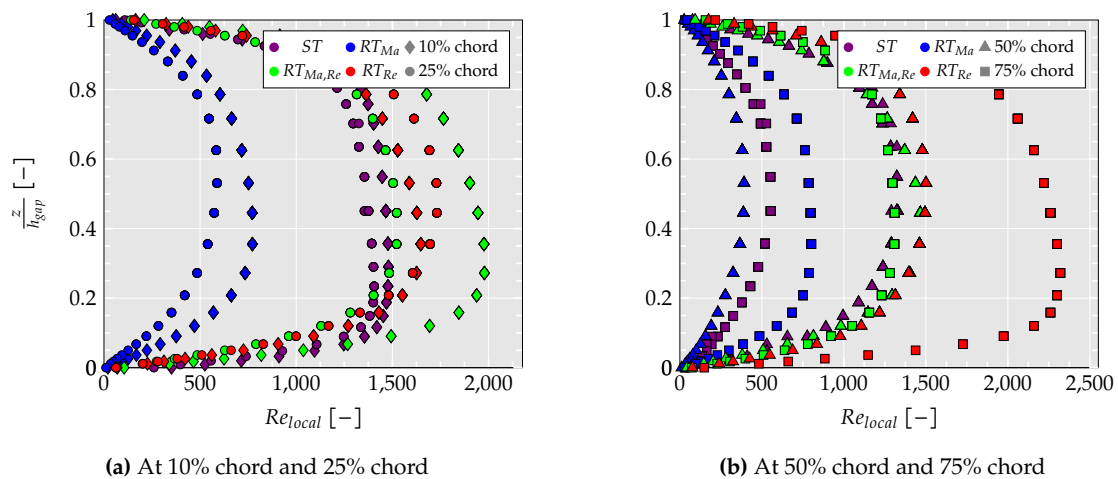 1
0.8
0.6
0.4
0.2
0
z
h_gap [−]
0
500
1,000
1,500
2,000
Re_local [−]
ST RT_Ma 10% chord
RT_Ma,Re RT_Re 25% chord
(a) At 10% chord and 25% chord
1
0.8
0.6
0.4
0.2
0
0
500
1,000
1,500
2,000
2,500
Re_local [−]
ST RT_Ma 50% chord
RT_Ma,Re RT_Re 75% chord
(b) At 50% chord and 75% chord